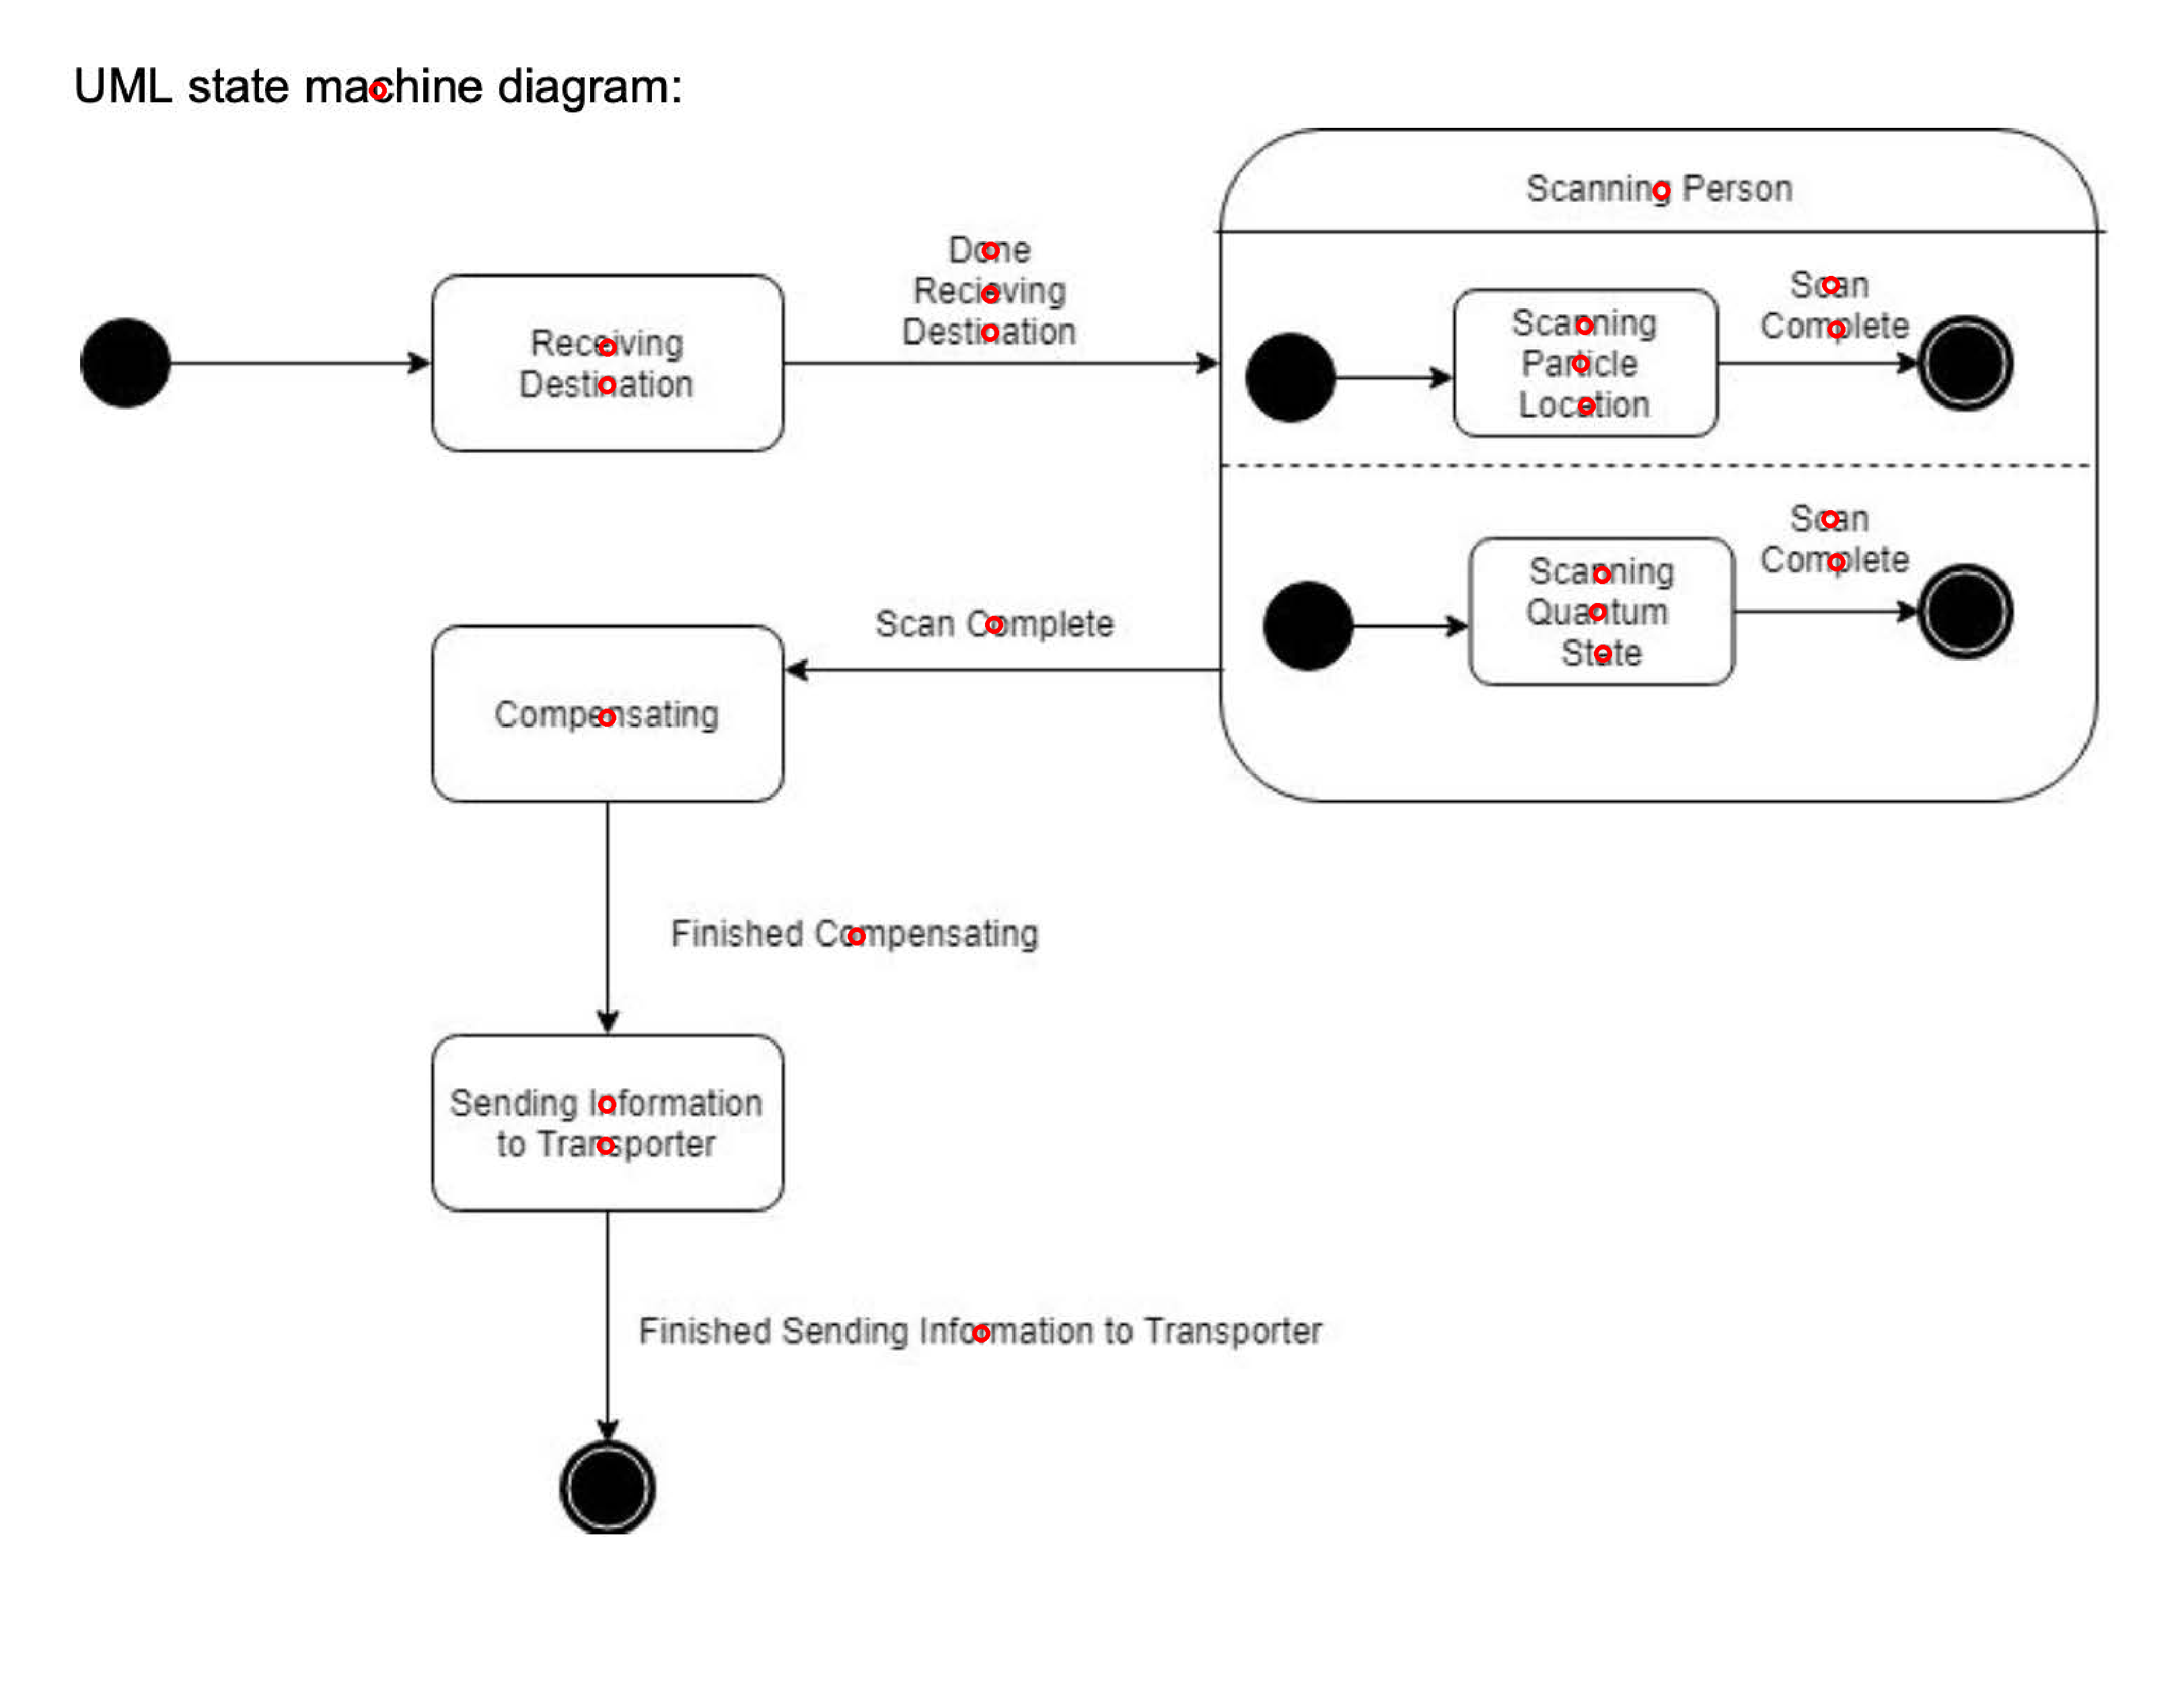 UML state machine diagram:
Scanning Person
Done
Recieving
Destination
Receiving
Destination
Scanning
Particle
Location
Scan
Complete
Scan
Complete
Scanning
Quantum
State
Scan Complete
Compensating
Finished Compensating
Sending Information
to Transporter
Finished Sending Information to Transporter